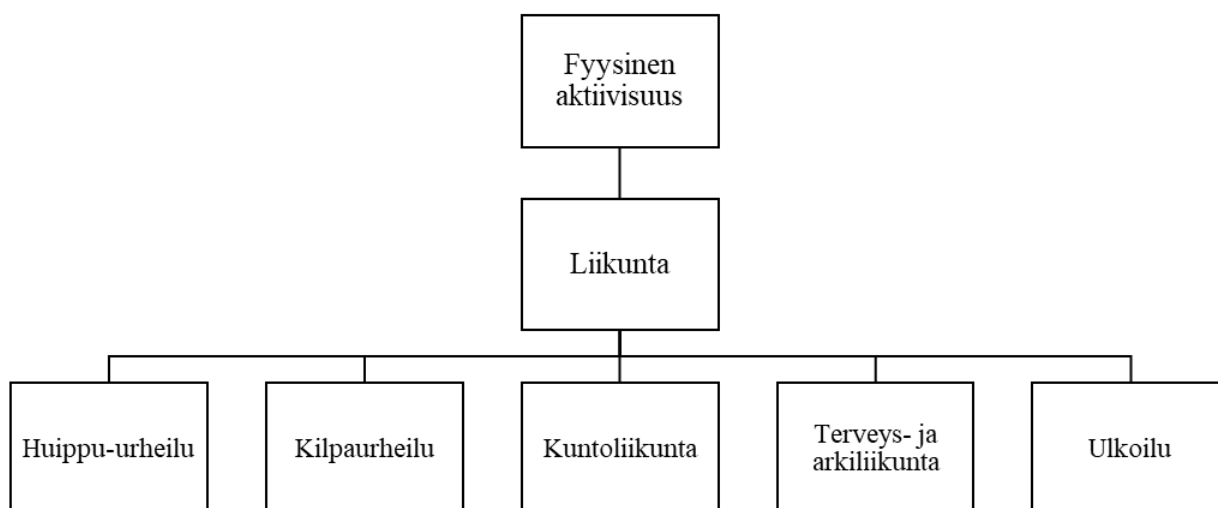 Fyysinen
aktiivisuus
Liikunta
Huippu-urheilu
Kilpaurheilu
Kuntoliikunta
Terveys- ja
arkiliikunta
Ulkoilu